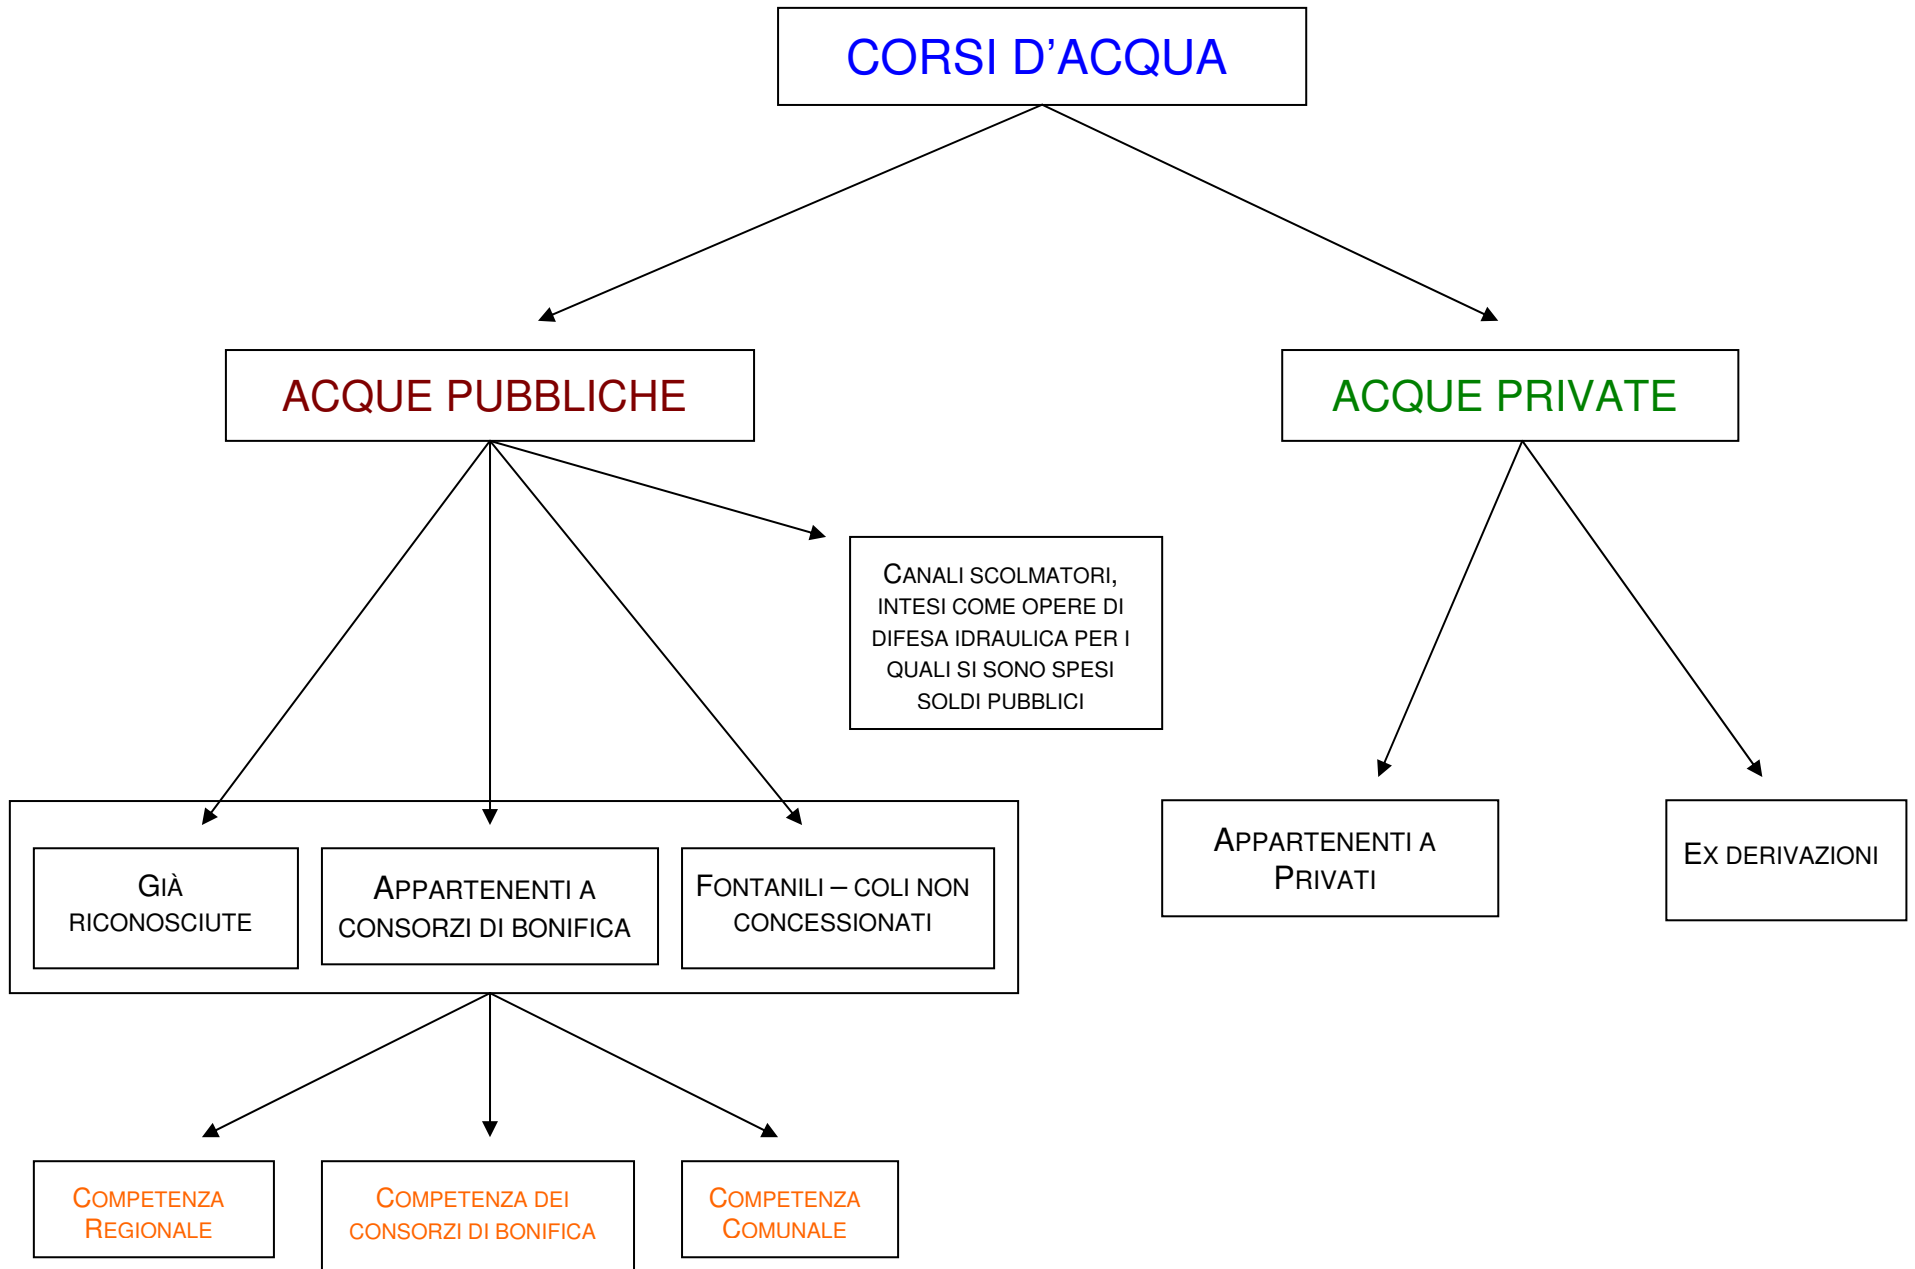 CORSI D’ACQUA
ACQUE PUBBLICHE
ACQUE PRIVATE
CANALI SCOLMATORI,
INTESI COME OPERE DI
DIFESA IDRAULICA PER I
QUALI SI SONO SPESI
SOLDI PUBBLICI
GIÀ
RICONOSCIUTE
APPARTENENTI A
CONSORZI DI BONIFICA
FONTANILI – COLI NON
CONCESSIONATI
APPARTENENTI A
PRIVATI
EX DERIVAZIONI
COMPETENZA
REGIONALE
COMPETENZA DEI
CONSORZI DI BONIFICA
COMPETENZA
COMUNALE